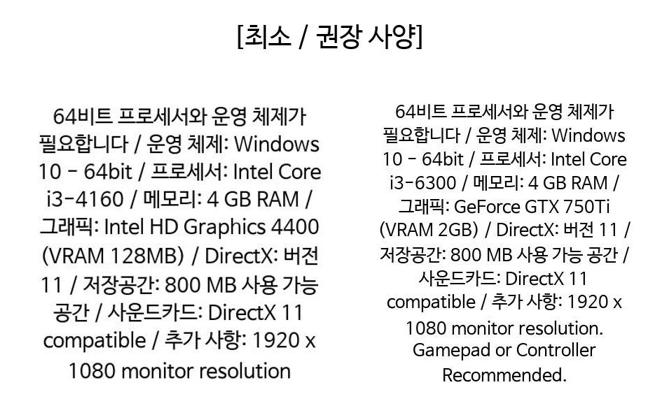 [최소 / 권장 사양]
64비트 프로세서와 운영 체제가
필요합니다 / 운영 체제: Windows
10 - 64bit / 프로세서: Intel Core
i3-4160 / 메모리: 4 GB RAM /
그래픽: Intel HD Graphics 4400
(VRAM 128MB) / DirectX: 버전
11 / 저장공간: 800 MB 사용 가능
공간 / 사운드카드: DirectX 11
compatible / 추가 사항: 1920 x
1080 monitor resolution
64비트 프로세서와 운영 체제가
필요합니다 / 운영 체제: Windows
10 - 64bit / 프로세서: Intel Core
i3-6300 / 메모리: 4 GB RAM /
그래픽: GeForce GTX 750Ti
(VRAM 2GB) / DirectX: 버전 11 /
저장공간: 800 MB 사용 가능 공간 /
사운드카드: DirectX 11
compatible / 추가 사항: 1920 x
1080 monitor resolution.
Gamepad or Controller
Recommended.